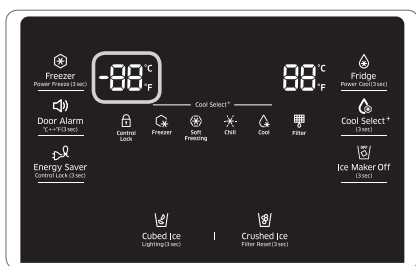 -88 °C °F
88 °C °F
Freezer
Power Freeze (3 sec)
Fridge
Power Cool (3 sec)
Cool Select+
Door Alarm
°C↔°F (3 sec)
Control Lock
Freezer
Soft Freezing
Chill
Cool
Filter
Cool Select+
(3 sec)
Energy Saver
Control Lock (3 sec)
OFF
Ice Maker Off
(3 sec)
Cubed Ice
Lighting (3 sec)
Crushed Ice
Filter Reset (3 sec)